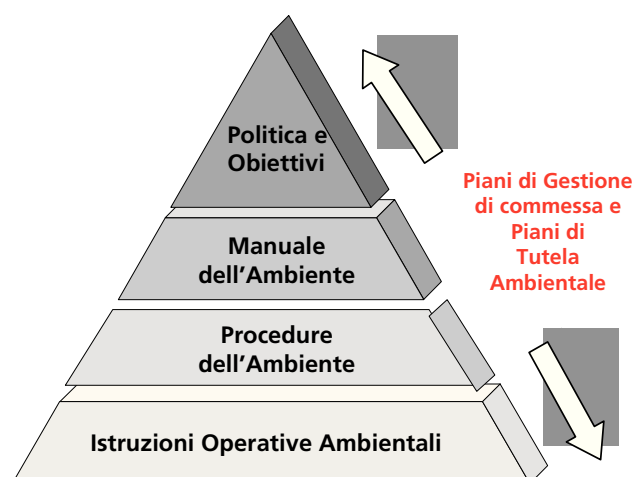 Politica e
Obiettivi
Manuale
dell'Ambiente
Procedure
dell'Ambiente
Istruzioni Operative Ambientali
Piani di Gestione
di commessa e
Piani di
Tutela
Ambientale